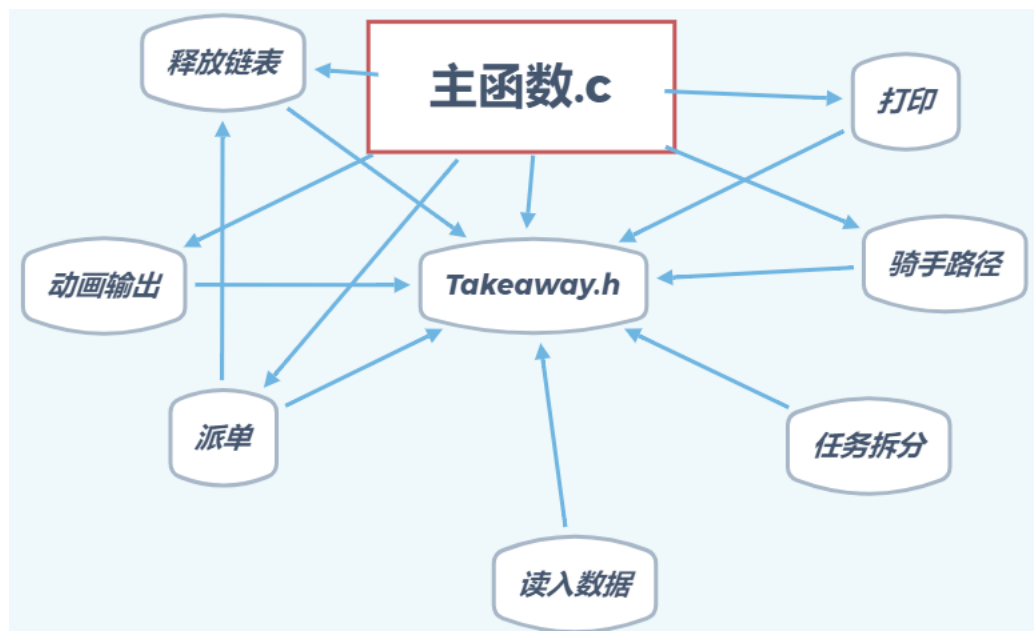 释放链表
主函数.c
打印
动画输出
Takeaway.h
骑手路径
派单
任务拆分
读入数据